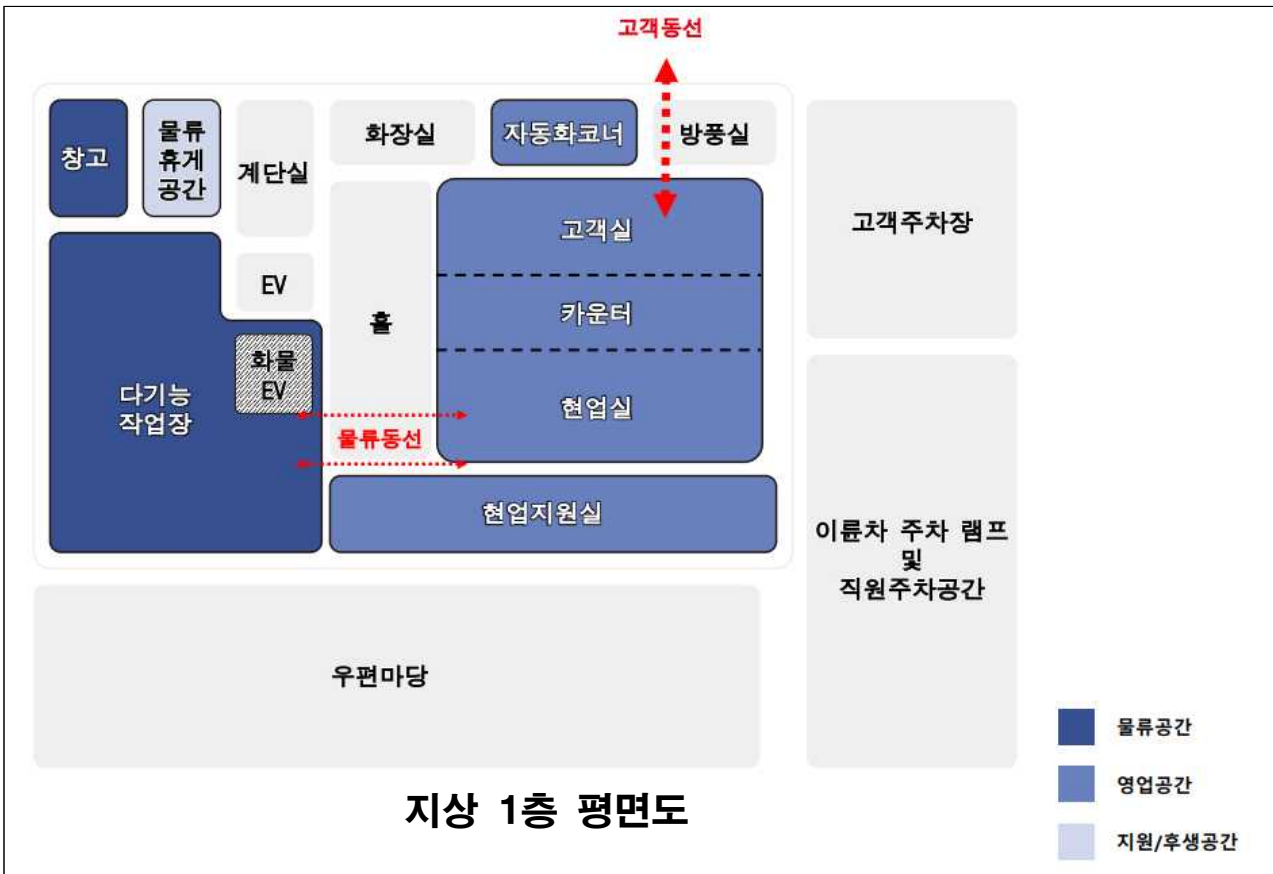 고객동선
창고
물류
휴게
공간
계단실
화장실
자동화코너
방풍실
고객주차장
EV
홀
고객실
카운터
현업실
화물
EV
다기능
작업장
물류동선
현업지원실
이륜차 주차 램프
및
직원주차공간
우편마당
물류공간
영업공간
지원/후생공간
지상 1층 평면도